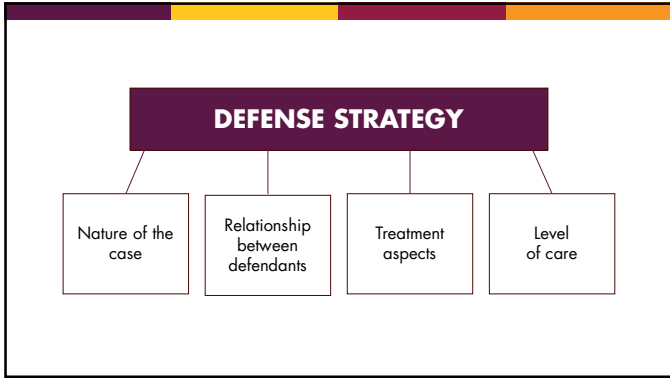 DEFENSE STRATEGY
Nature of the
case
Relationship
between
defendants
Treatment
aspects
Level
of care